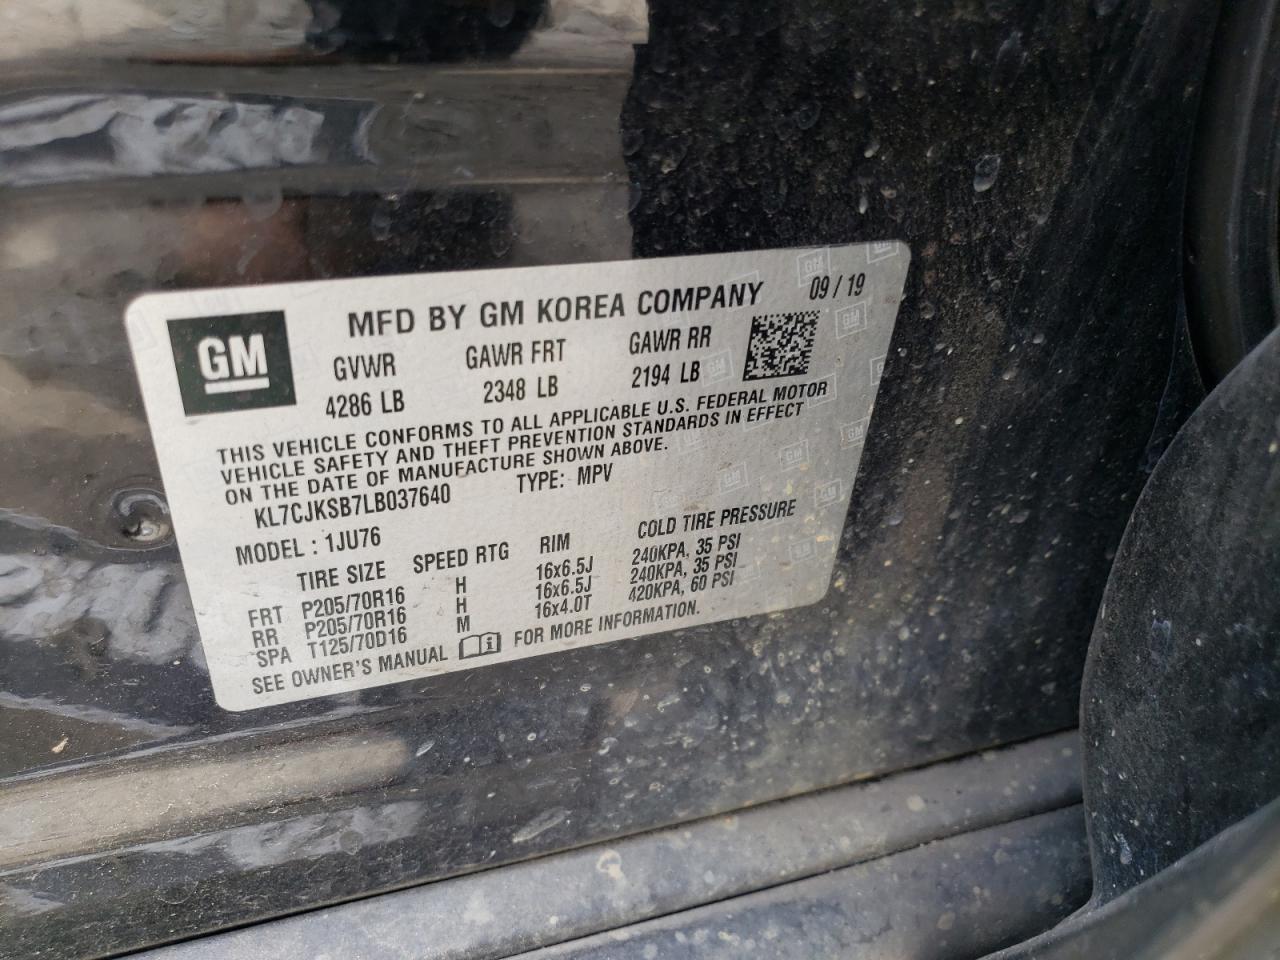 MFD BY GM KOREA COMPANY 09 / 19
GM
GVWR GAWR FRT GAWR RR
4286 LB 2348 LB 2194 LB
THIS VEHICLE CONFORMS TO ALL APPLICABLE U.S. FEDERAL MOTOR
VEHICLE SAFETY AND THEFT PREVENTION STANDARDS IN EFFECT
ON THE DATE OF MANUFACTURE SHOWN ABOVE.
KL7CJKSB7LB037640 TYPE: MPV
MODEL : 1JU76
TIRE SIZE SPEED RTG RIM COLD TIRE PRESSURE
FRT P205/70R16 H 16x6.5J 240KPA, 35 PSI
RR P205/70R16 H 16x6.5J 240KPA, 35 PSI
SPA T125/70D16 M 16x4.0T 420KPA, 60 PSI
SEE OWNER'S MANUAL i FOR MORE INFORMATION.